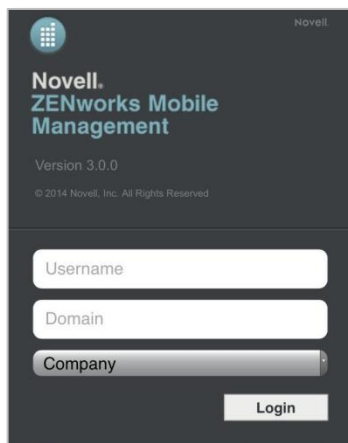 Novell
Novell.
ZENworks Mobile
Management
Version 3.0.0
© 2014 Novell, Inc. All Rights Reserved
Username
Domain
Company
Login